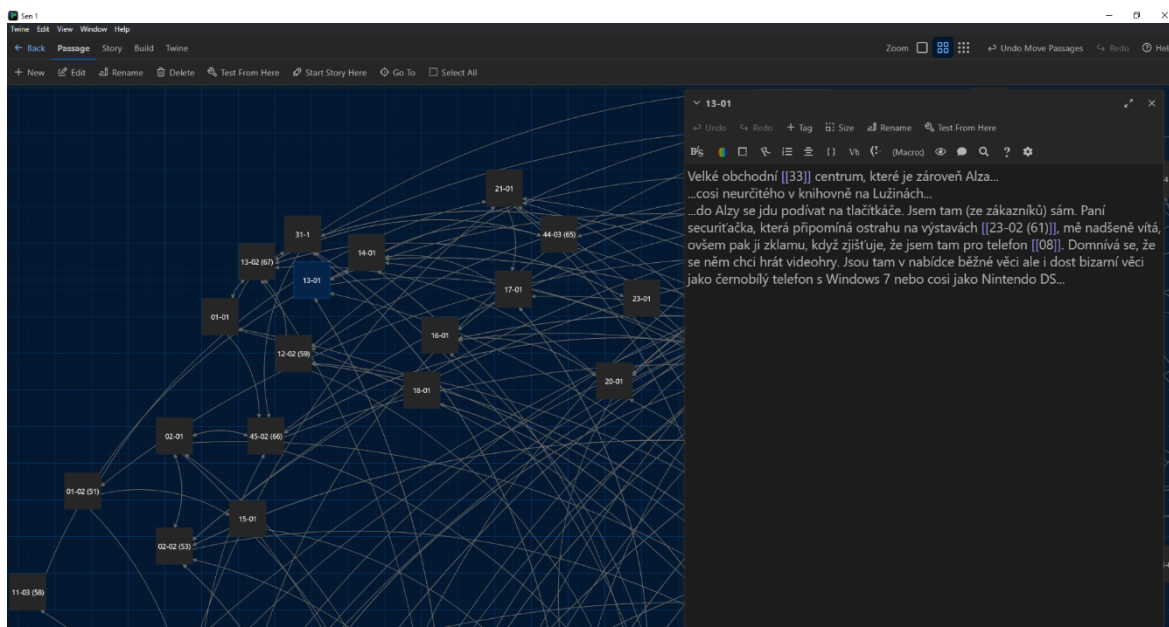 Sen 1
Twine Edit View Window Help
← Back Passage Story Build Twine
Zoom Undo Move Passages Redo Hel
+ New Edit Rename Delete Test From Here Start Story Here Go To Select All
13-01
Undo Redo + Tag Size Rename Test From Here
(Macro:)
Velké obchodní [[33]] centrum, které je zároveň Alza...
...cosi neurčitého v knihovně na Lužinách...
...do Alzy se jdu podívat na tlačítkáče. Jsem tam (ze zákazníků) sám. Paní
securiťačka, která připomíná ostrahu na výstavách [[23-02 (61)]], mě nadšeně vítá,
ovšem pak ji zklamu, když zjišťuje, že jsem tam pro telefon [[08]]. Domnívá se, že
se něm chci hrát videohry. Jsou tam v nabídce běžné věci ale i dost bizarní věci
jako černobílý telefon s Windows 7 nebo cosi jako Nintendo DS...
21-01
31-1
44-03 (65)
14-01
13-02 (67)
13-01
17-01
23-01
01-01
16-01
12-02 (59)
20-01
18-01
02-01
45-02 (66)
01-02 (51)
15-01
02-02 (53)
11-03 (58)